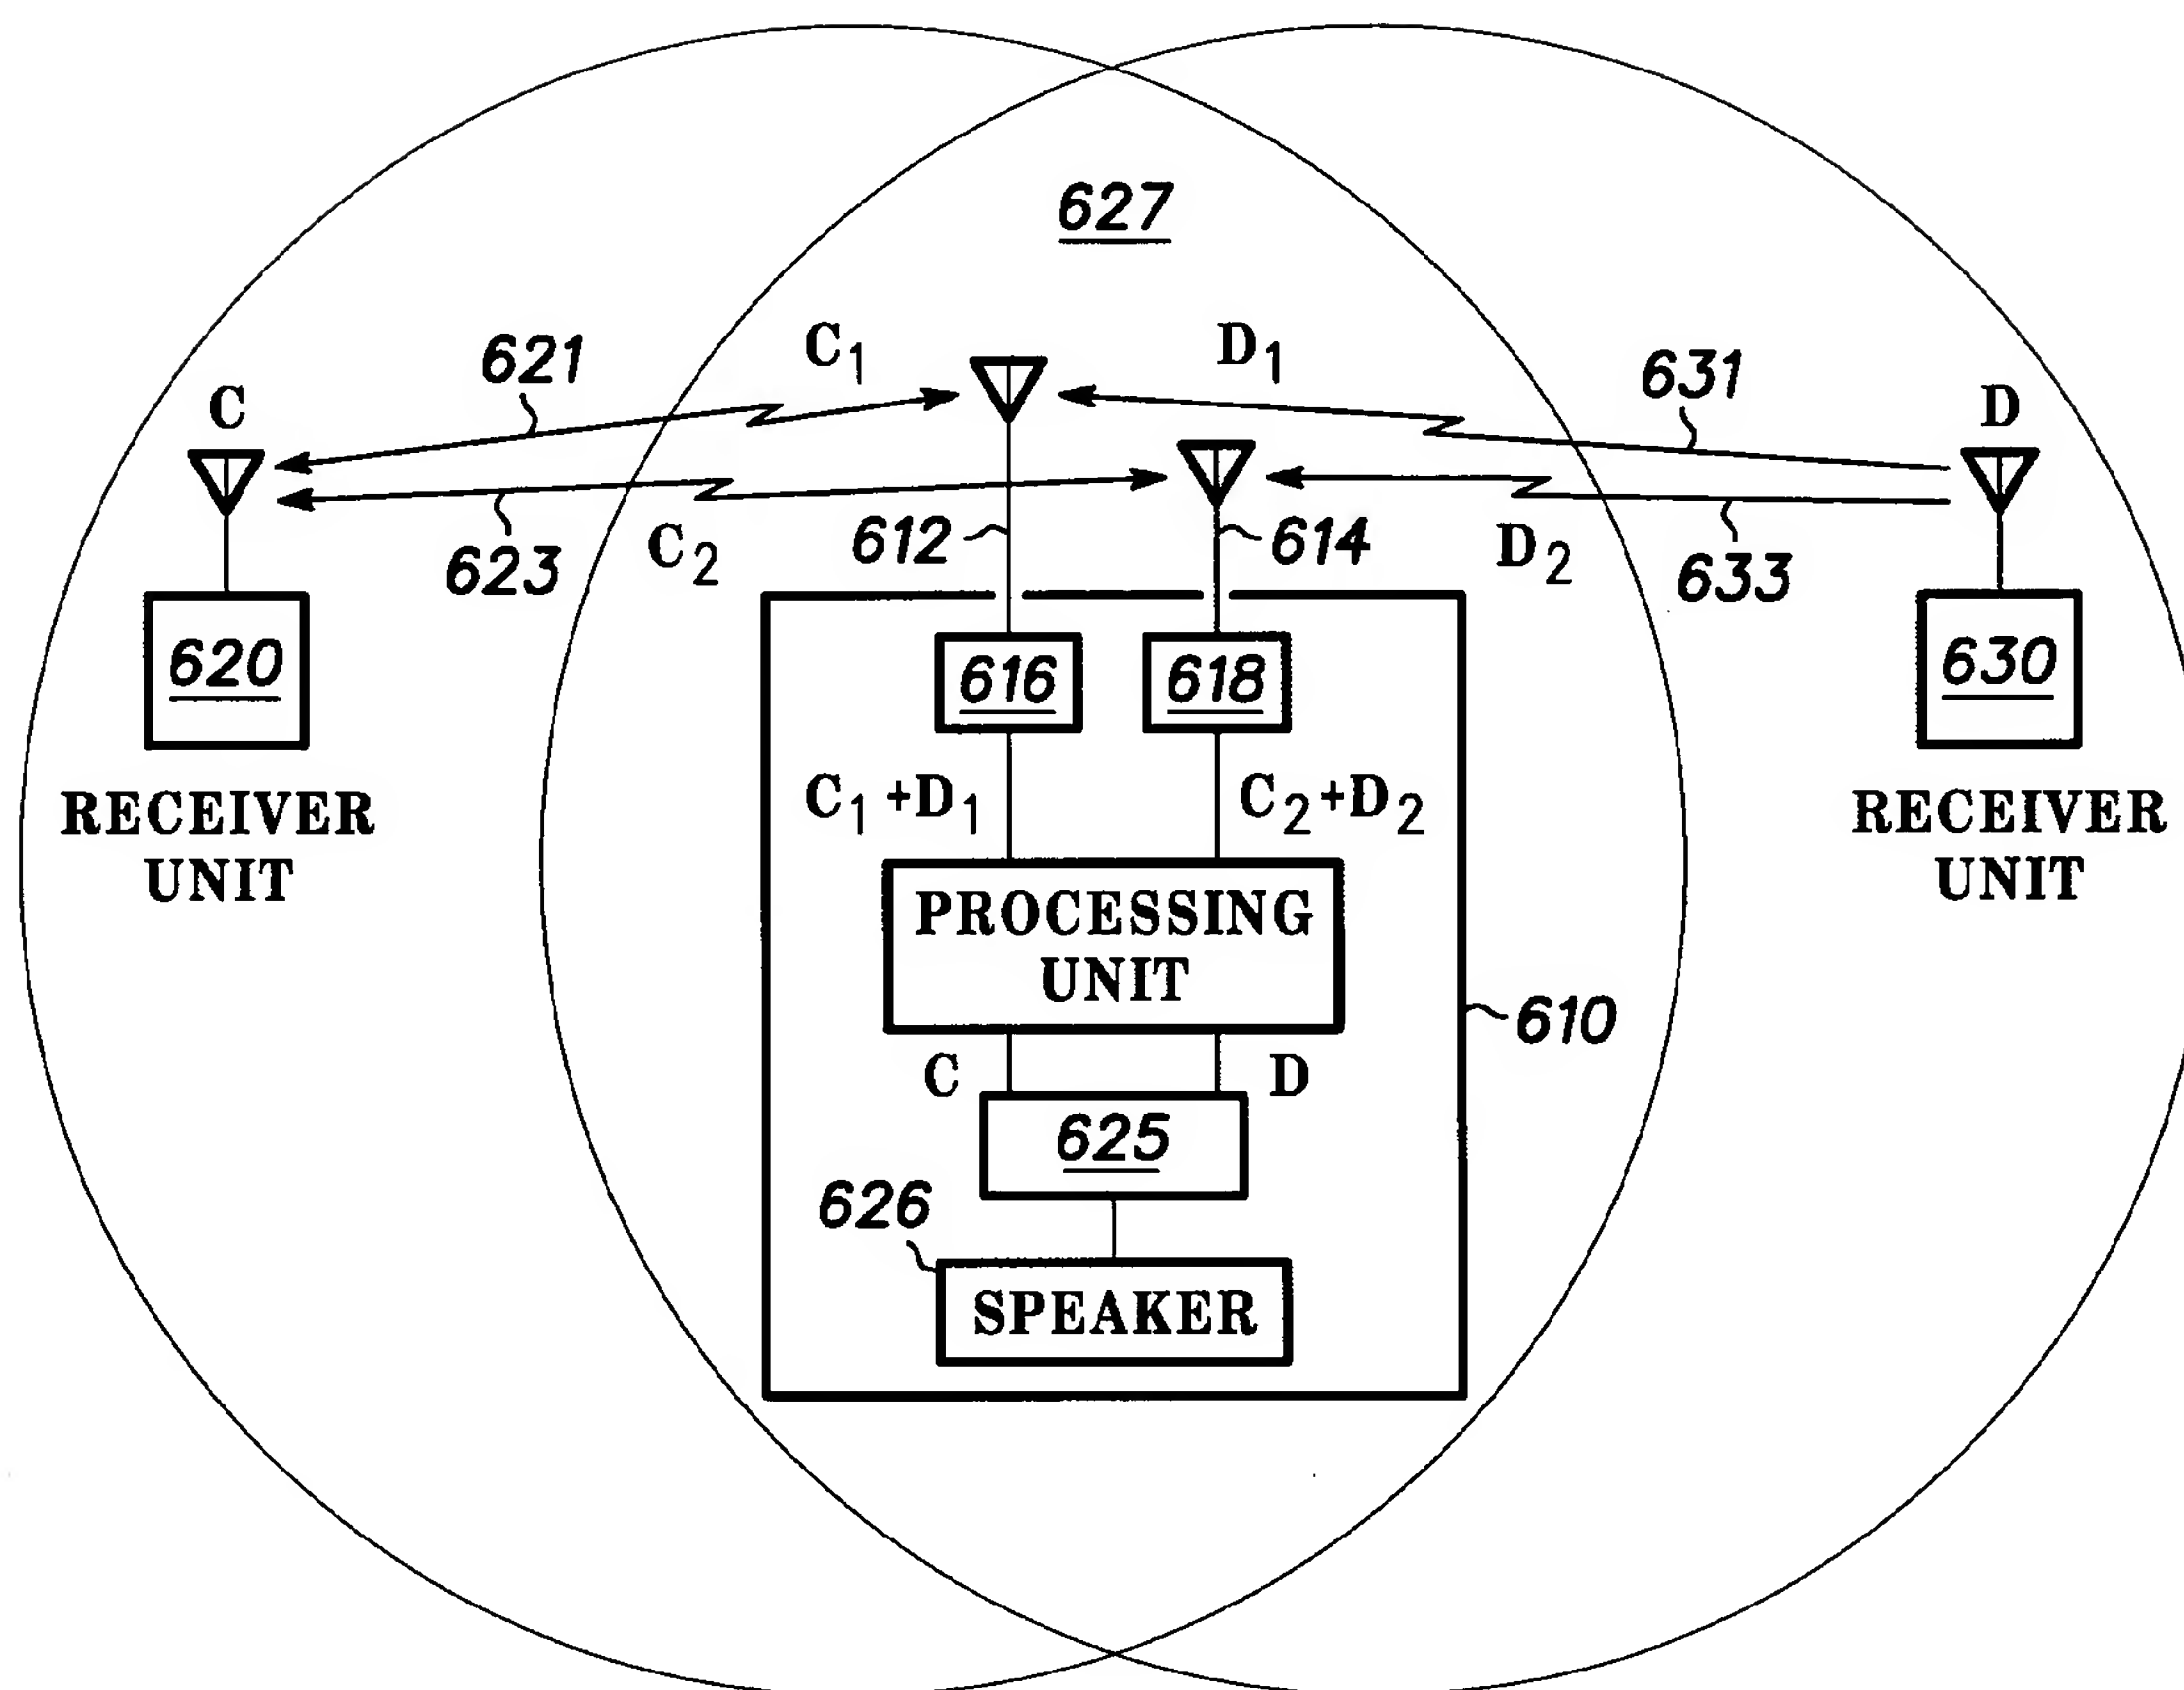 627
621
C₁
D₁
631
C
D
623
C₂
612
614
D₂
633
620
616
618
630
RECEIVER
UNIT
C₁+D₁
C₂+D₂
RECEIVER
UNIT
PROCESSING
UNIT
610
C
D
625
626
SPEAKER